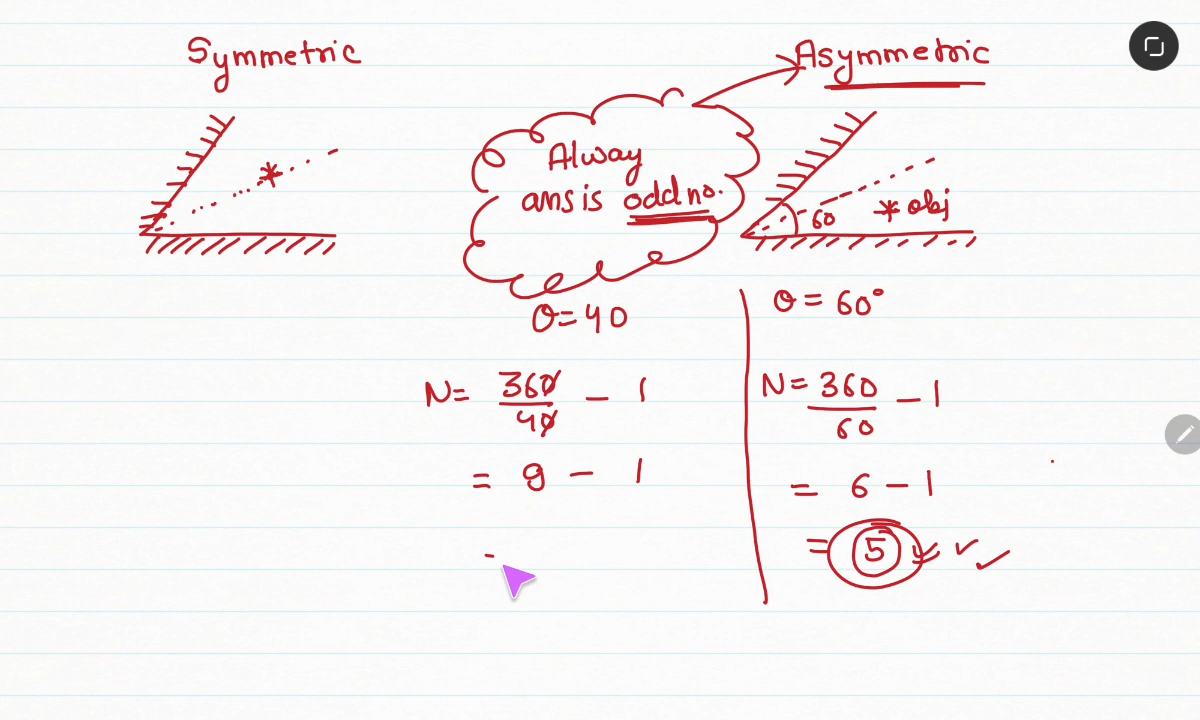 Symmetric
Asymmetric
Alway
ans is odd no.
60
* obj
θ = 40
N = 360/40 - 1
= 9 - 1
=
θ = 60°
N = 360/60 - 1
= 6 - 1
= 5